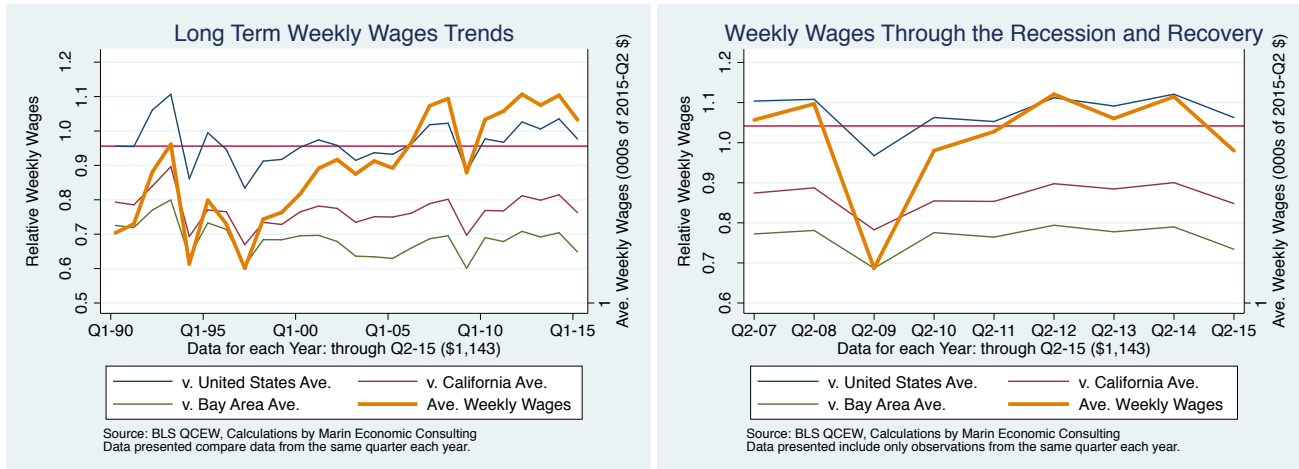 Long Term Weekly Wages Trends
Relative Weekly Wages
1.2
1.1
1.0
0.9
0.8
0.7
0.6
0.5
1
Ave. Weekly Wages (000s of 2015-Q2 $)
Q1-90 Q1-95 Q1-00 Q1-05 Q1-10 Q1-15
Data for each Year: through Q2-15 ($1,143)
v. United States Ave. v. California Ave.
v. Bay Area Ave. Ave. Weekly Wages
Source: BLS QCEW, Calculations by Marin Economic Consulting
Data presented compare data from the same quarter each year.
Weekly Wages Through the Recession and Recovery
Relative Weekly Wages
1.2
1.1
1.0
0.9
0.8
0.7
0.6
1
Ave. Weekly Wages (000s of 2015-Q2 $)
Q2-07 Q2-08 Q2-09 Q2-10 Q2-11 Q2-12 Q2-13 Q2-14 Q2-15
Data for each Year: through Q2-15 ($1,143)
v. United States Ave. v. California Ave.
v. Bay Area Ave. Ave. Weekly Wages
Source: BLS QCEW, Calculations by Marin Economic Consulting
Data presented include only observations from the same quarter each year.